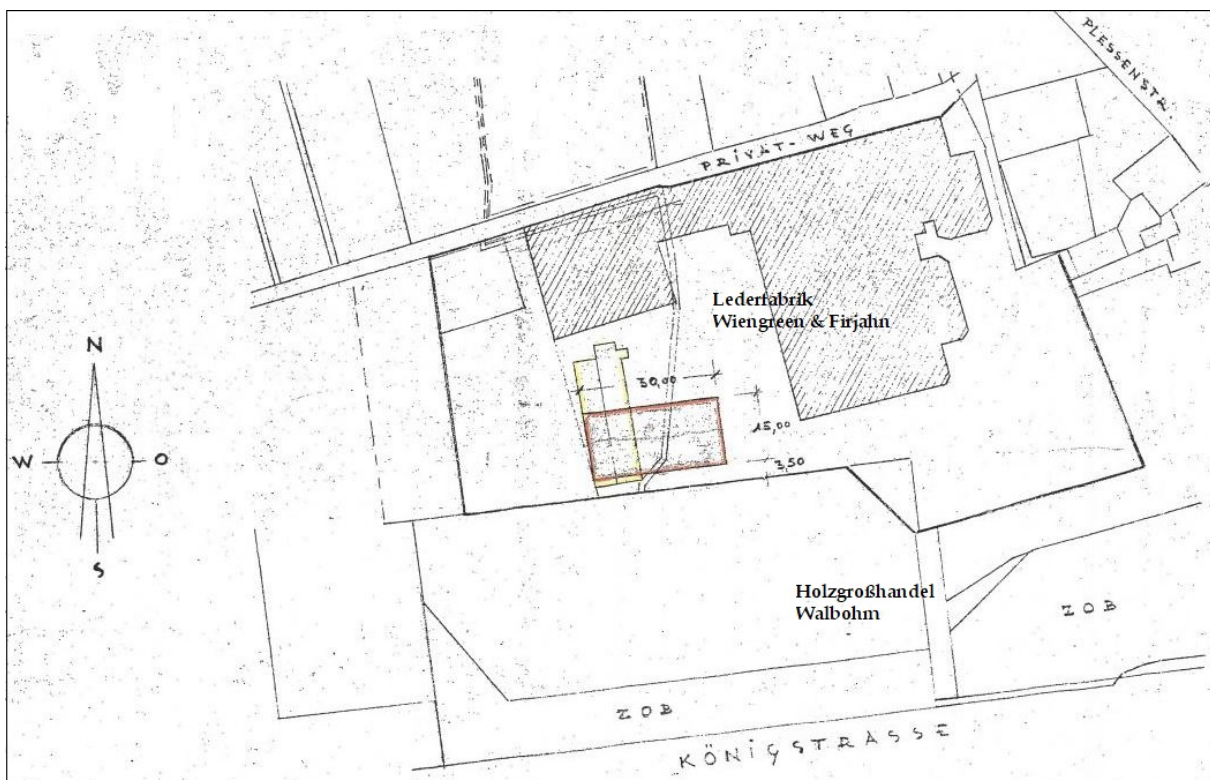 PLESSENSTR.
PRIVAT-WEG
Lederfabrik
Wiengreen & Firjahn
30,00
15,00
3,50
N
W O
S
Holzgroßhandel
Walbohm
ZOB
ZOB
KÖNIGSTRASSE